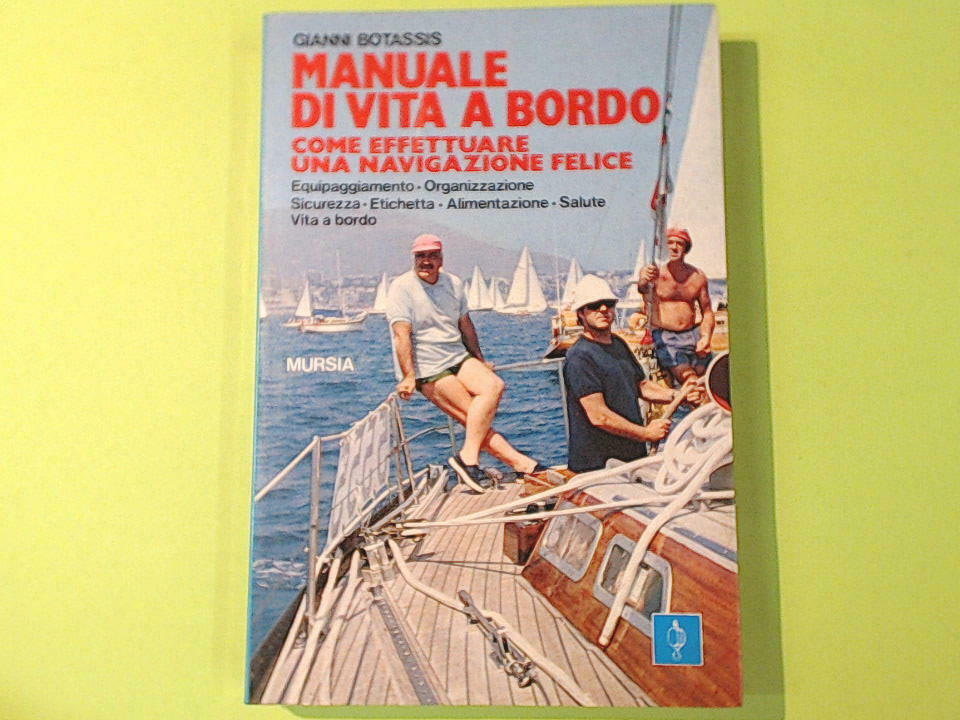 GIANNI BOTASSIS
MANUALE
DI VITA A BORDO
COME EFFETTUARE
UNA NAVIGAZIONE FELICE
Equipaggiamento • Organizzazione
Sicurezza • Etichetta • Alimentazione • Salute
Vita a bordo
MURSIA